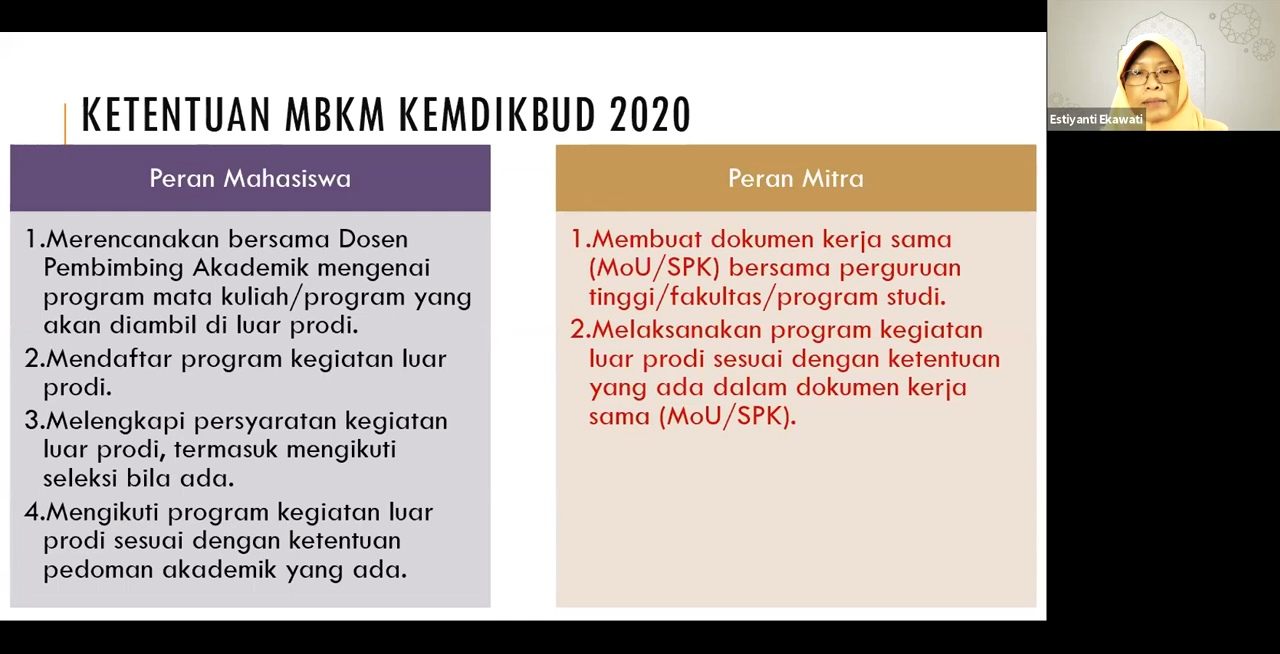 KETENTUAN MBKM KEMDIKBUD 2020
Peran Mahasiswa
1.Merencanakan bersama Dosen
Pembimbing Akademik mengenai
program mata kuliah/program yang
akan diambil di luar prodi.
2.Mendaftar program kegiatan luar
prodi.
3.Melengkapi persyaratan kegiatan
luar prodi, termasuk mengikuti
seleksi bila ada.
4.Mengikuti program kegiatan luar
prodi sesuai dengan ketentuan
pedoman akademik yang ada.
Peran Mitra
1.Membuat dokumen kerja sama
(MoU/SPK) bersama perguruan
tinggi/fakultas/program studi.
2.Melaksanakan program kegiatan
luar prodi sesuai dengan ketentuan
yang ada dalam dokumen kerja
sama (MoU/SPK).
Estiyanti Ekawati